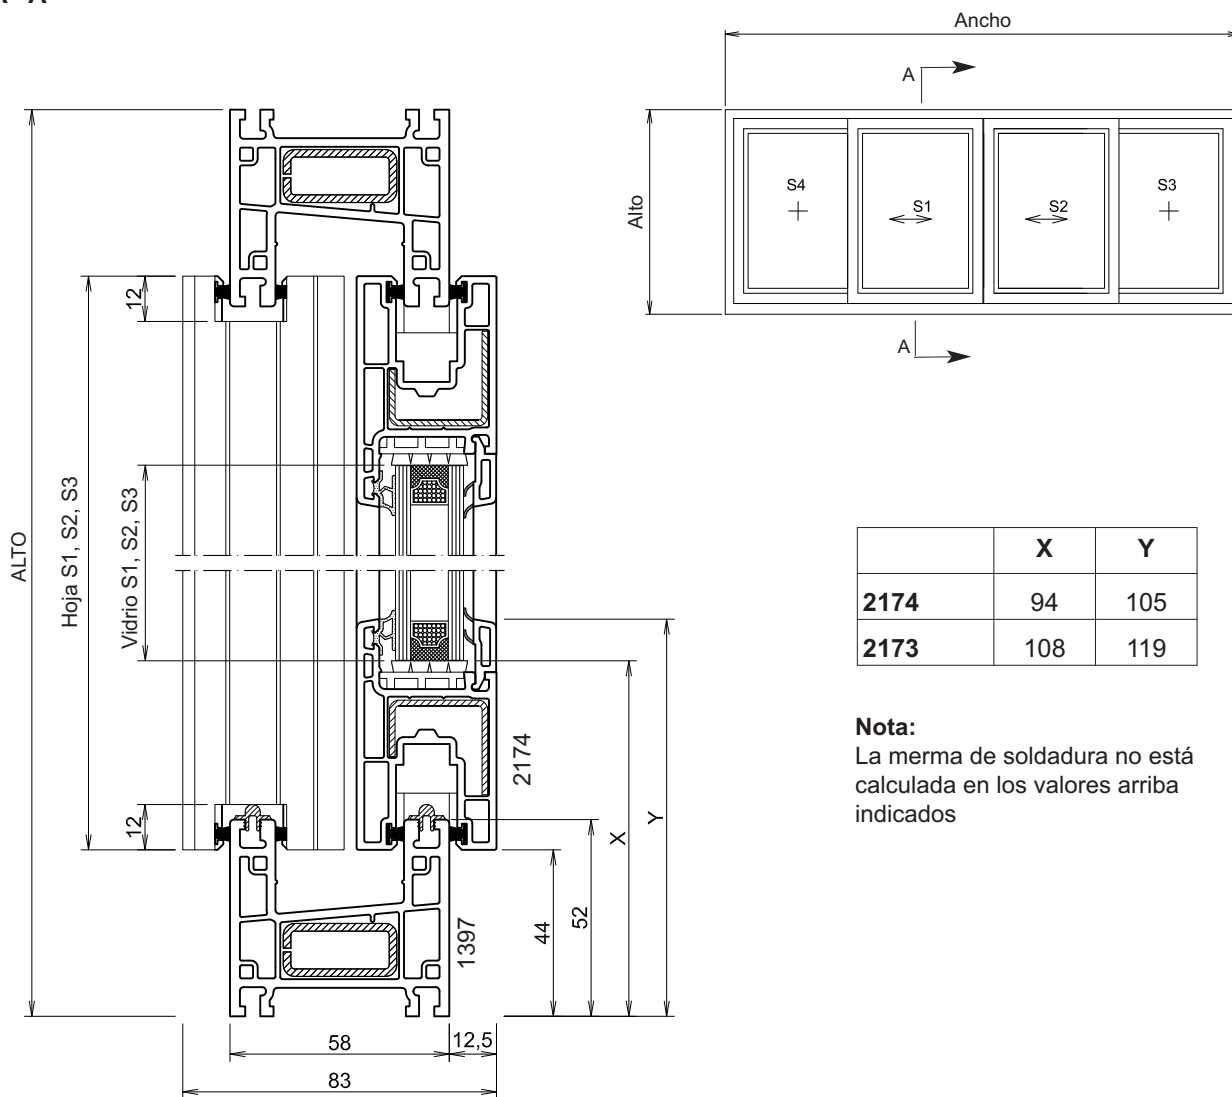 Ancho
A
Alto
S4
S1
S2
S3
A
12
ALTO
Hoja S1, S2, S3
Vidrio S1, S2, S3
12
2174
1397
X
Y
44
52
58
12,5
83
X Y
2174 94 105
2173 108 119
Nota:
La merma de soldadura no está
calculada en los valores arriba
indicados